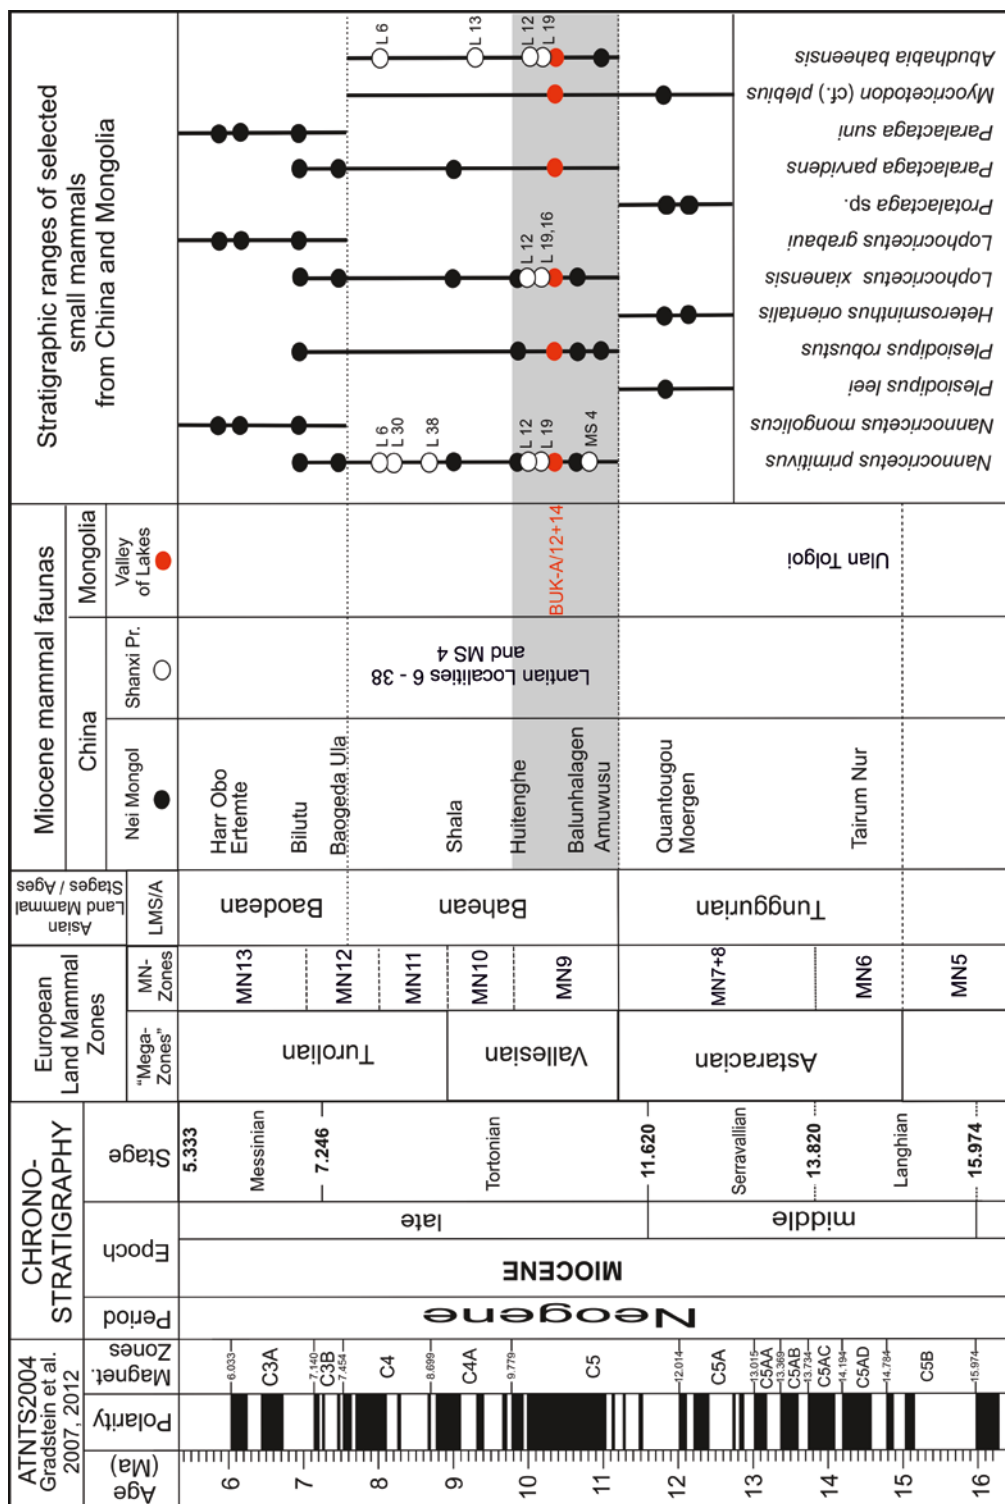 Stratigraphic ranges of selected
small mammals
from China and Mongolia
L 6
L 13
L 12
L 19
L 12
L 19,16
L 6
L 30
L 38
L 12
L 19
MS 4
Abudhabia baheensis
Myocricetodon (cf.) plebius
Paralactaga suni
Paralactaga parvidens
Protalactaga sp.
Lophocricetus grabaui
Lophocricetus xianensis
Heterosminthus orientalis
Plesiodipus robustus
Plesiodipus leei
Nannocricetus mongolicus
Nannocricetus primitivus
Miocene mammal faunas
Mongolia
Valley
of Lakes
BUK-A/12+14
Ulan Tolgoi
China
Shanxi Pr.
Lantian Localities 6 - 38
and MS 4
Nei Mongol
Harr Obo
Ertemte
Bilutu
Baogeda Ula
Shala
Huitenghe
Balunhalagen
Amuwusu
Quantougou
Moergen
Tairum Nur
Asian
Land Mammal
Stages / Ages
LMS/A
Baodean
Bahean
Tunggurian
European
Land Mammal
Zones
MN-
Zones
MN13
MN12
MN11
MN10
MN9
MN7+8
MN6
MN5
"Mega-
Zones"
Turolian
Vallesian
Astaracian
CHRONO-
STRATIGRAPHY
Stage
5.333
Messinian
7.246
Tortonian
11.620
Serravallian
13.820
Langhian
15.974
Epoch
late
middle
MIOCENE
Period
Neogene
ATNTS2004
Gradstein et al.
2007, 2012
Magnet.
Zones
6.033
C3A
7.140
C3B
7.454
C4
8.699
C4A
9.779
C5
12.014
C5A
13.015
C5AA
13.369
C5AB
13.734
C5AC
14.194
C5AD
14.784
C5B
15.974
Polarity
Age
(Ma)
6
7
8
9
10
11
12
13
14
15
16